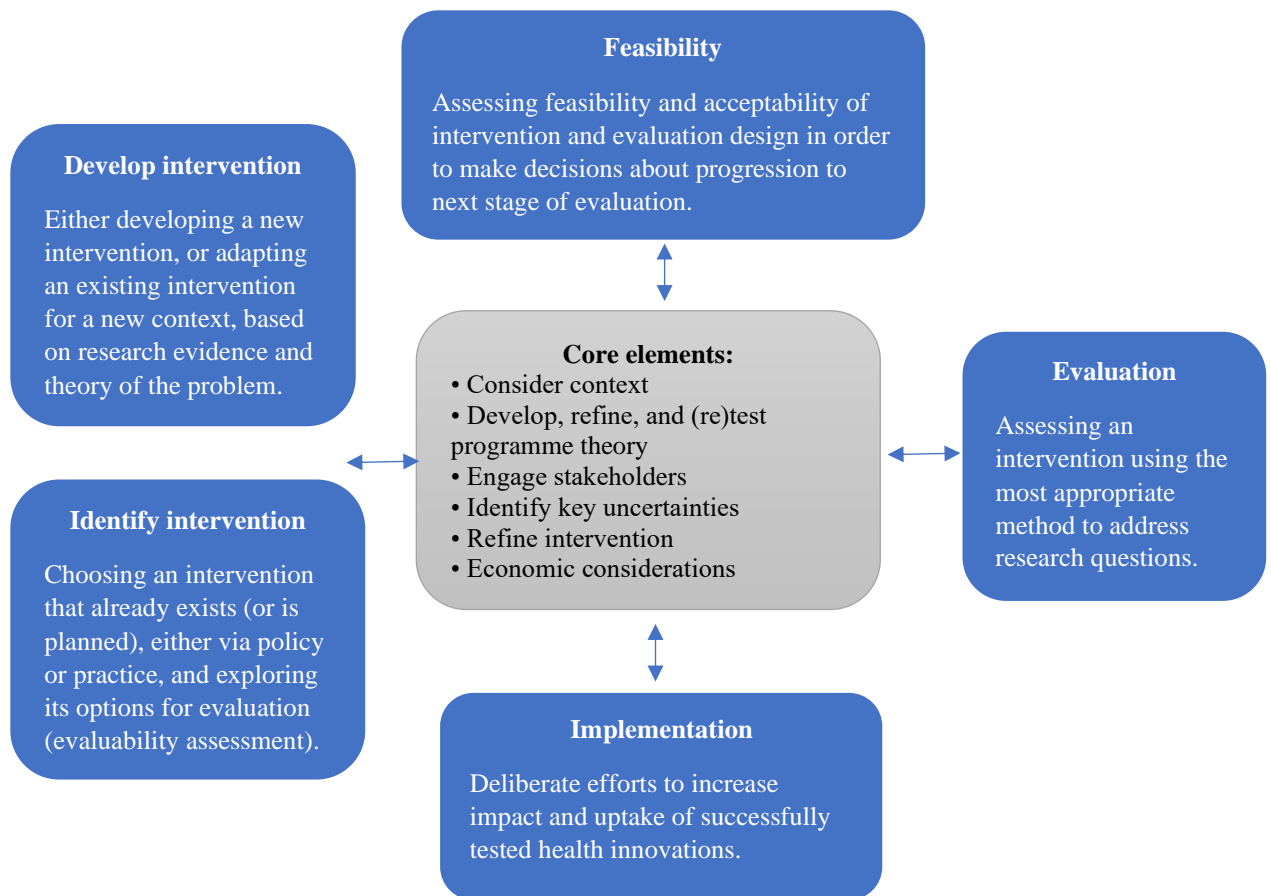 Feasibility
Assessing feasibility and acceptability of
intervention and evaluation design in order
to make decisions about progression to
next stage of evaluation.
Develop intervention
Either developing a new
intervention, or adapting
an existing intervention
for a new context, based
on research evidence and
theory of the problem.
Core elements:
• Consider context
• Develop, refine, and (re)test
programme theory
• Engage stakeholders
• Identify key uncertainties
• Refine intervention
• Economic considerations
Evaluation
Assessing an
intervention using the
most appropriate
method to address
research questions.
Identify intervention
Choosing an intervention
that already exists (or is
planned), either via policy
or practice, and exploring
its options for evaluation
(evaluability assessment).
Implementation
Deliberate efforts to increase
impact and uptake of successfully
tested health innovations.